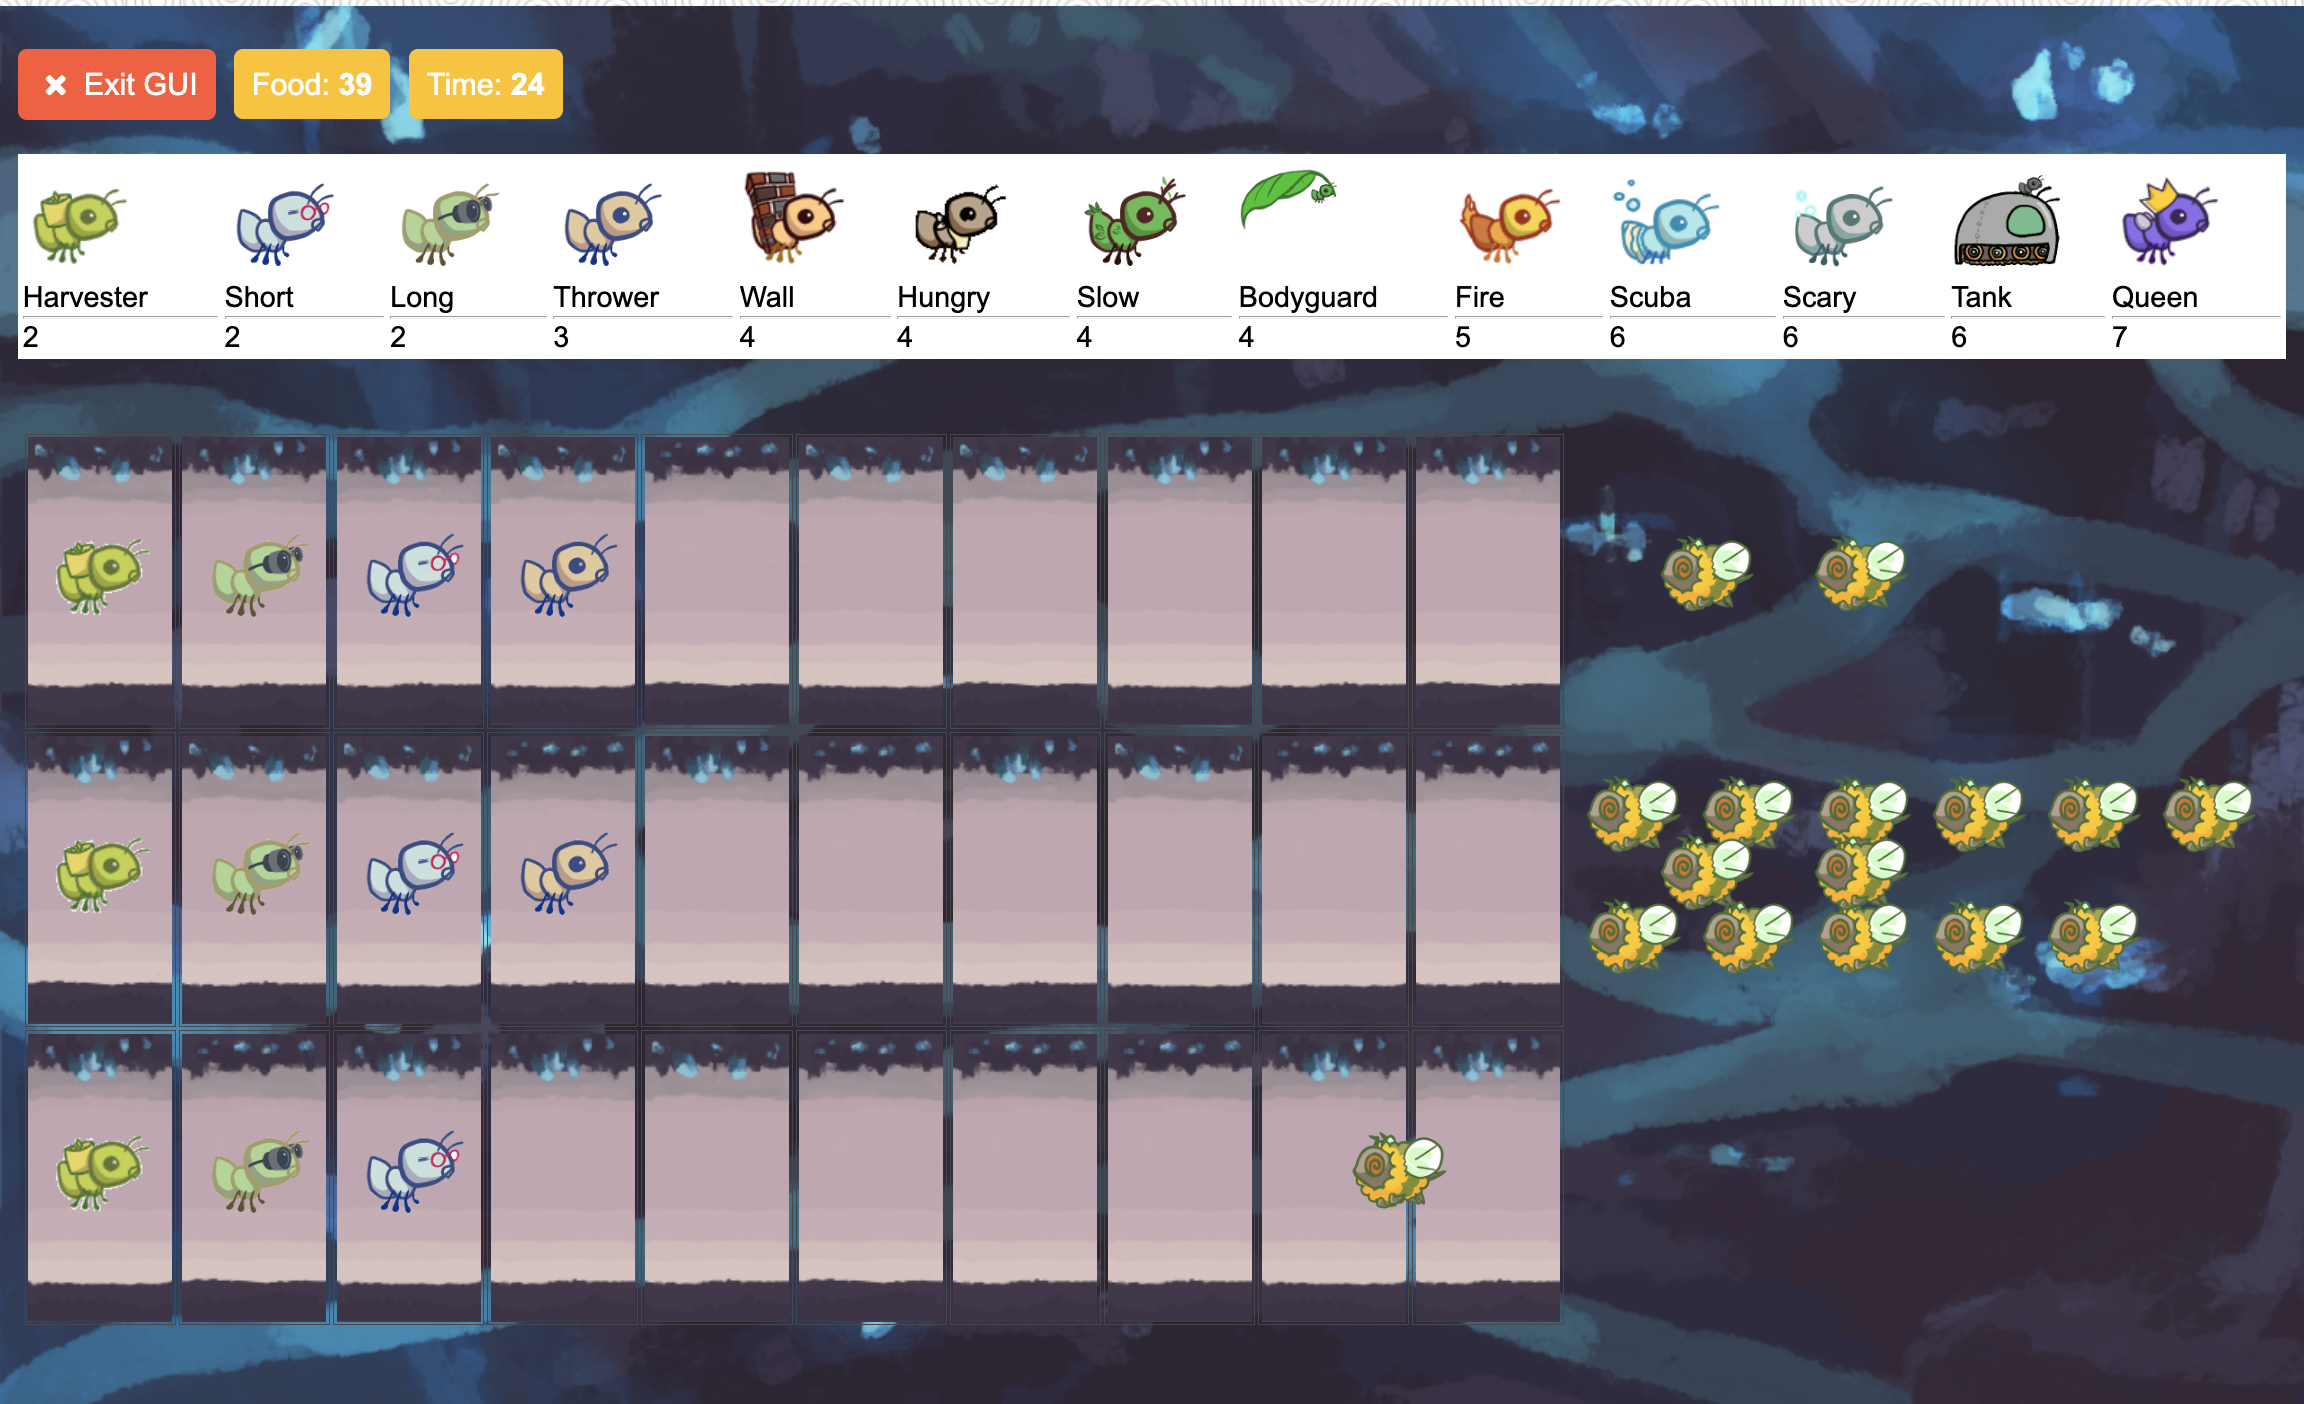 ✖ Exit GUI Food: 39 Time: 24
Harvester Short Long Thrower Wall Hungry Slow Bodyguard Fire Scuba Scary Tank Queen
2 2 2 3 4 4 4 4 5 6 6 6 7